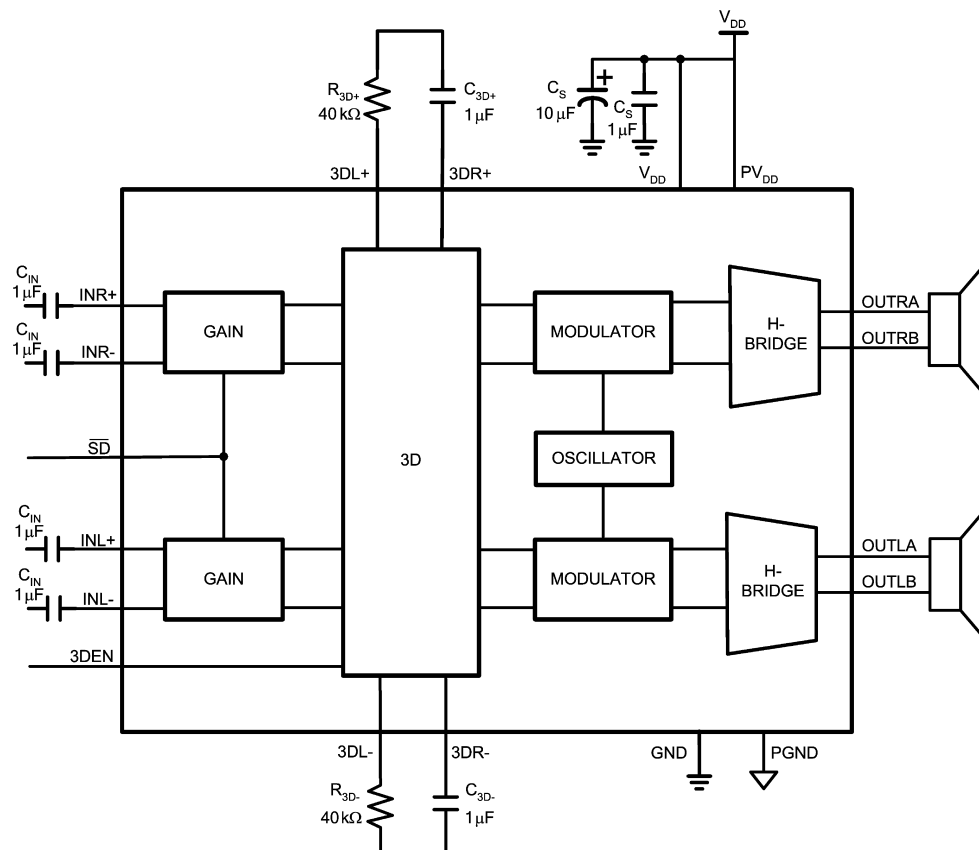 V_DD
R_3D+
40 kΩ
C_3D+
1 µF
C_S
10 µF
+
C_S
1 µF
3DL+
3DR+
V_DD
PV_DD
C_IN
1 µF
INR+
C_IN
1 µF
INR-
GAIN
MODULATOR
H-
BRIDGE
OUTRA
OUTRB
S̅D̅
3D
OSCILLATOR
C_IN
1 µF
INL+
C_IN
1 µF
INL-
GAIN
MODULATOR
H-
BRIDGE
OUTLA
OUTLB
3DEN
3DL-
3DR-
GND
PGND
R_3D-
40 kΩ
C_3D-
1 µF